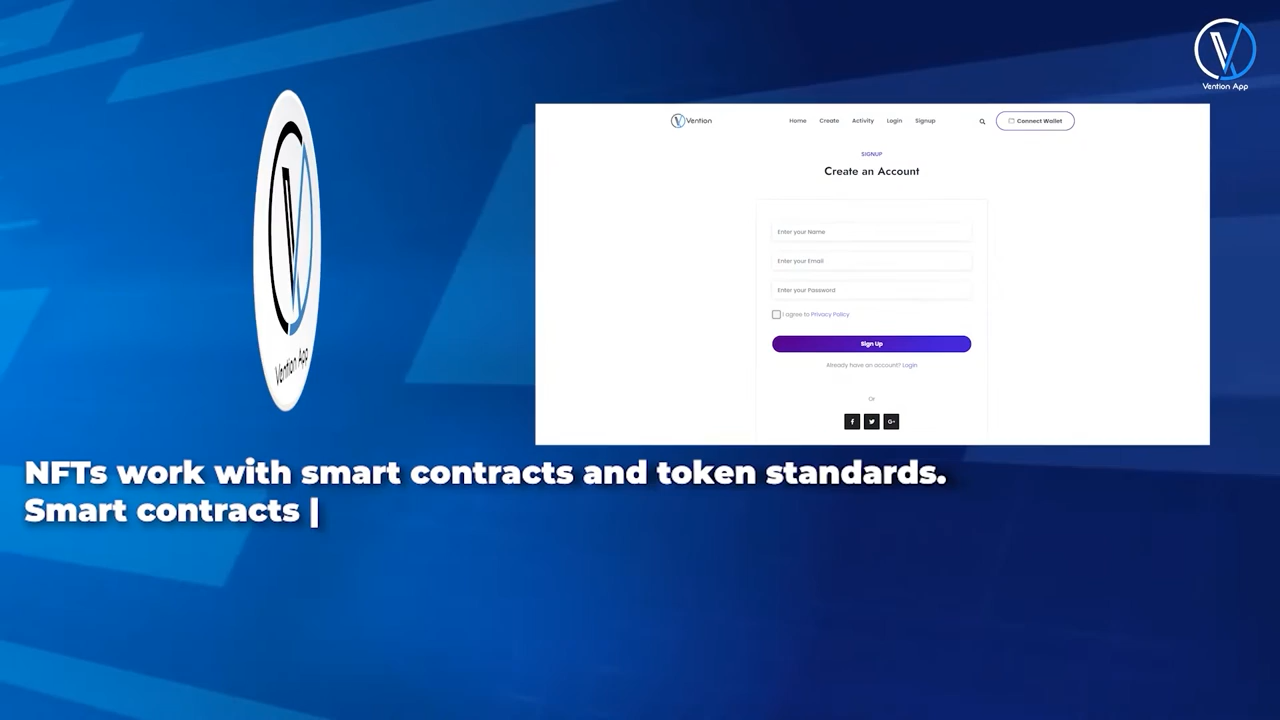 Vention App
Vention App
Vention
Home Create Activity Login Signup
Connect Wallet
SIGNUP
Create an Account
Enter your Name
Enter your Email
Enter your Password
I agree to Privacy Policy
Sign Up
Already have an account? Login
Or
f G+
NFTs work with smart contracts and token standards.
Smart contracts |